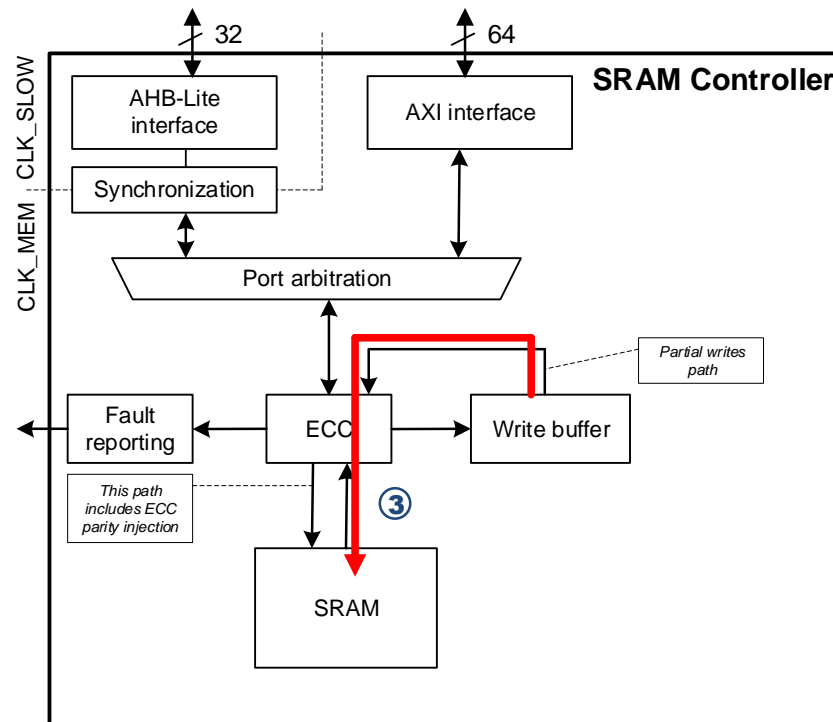 32
64
SRAM Controller
CLK_SLOW
AHB-Lite
interface
AXI interface
Synchronization
CLK_MEM
Port arbitration
Partial writes
path
Fault
reporting
ECC
Write buffer
This path
includes ECC
parity injection
3
SRAM